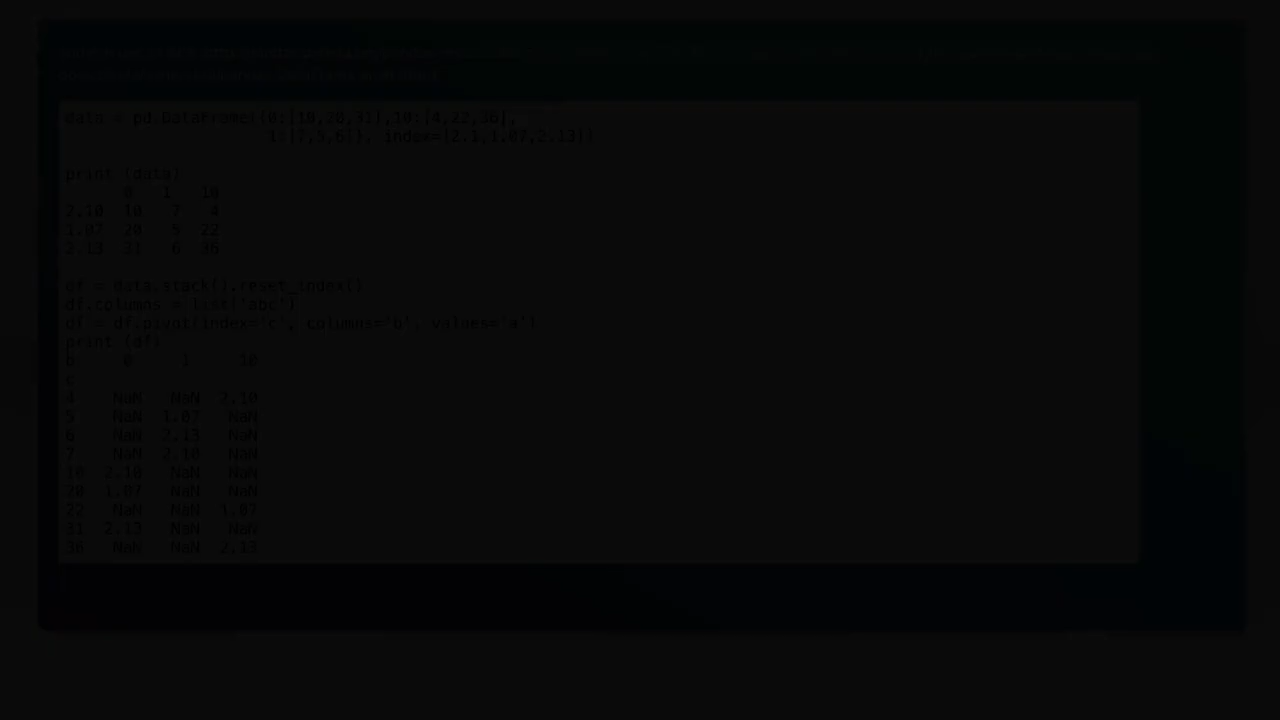 data = pd.DataFrame({0:[10,20,31],10:[4,22,36],
                     1:[7,5,6]}, index=[2.1,1.07,2.13])

print (data)
      0   1   10
2.10  10   7   4
1.07  20   5  22
2.13  31   6  36

df = data.stack().reset_index()
df.columns = list('abc')
df = df.pivot(index='c', columns='b', values='a')
print (df)
b     0     1     10
c
4    NaN   NaN  2.10
5    NaN  1.07   NaN
6    NaN  2.13   NaN
7    NaN  2.10   NaN
10  2.10   NaN   NaN
20  1.07   NaN   NaN
22   NaN   NaN  1.07
31  2.13   NaN   NaN
36   NaN   NaN  2.13